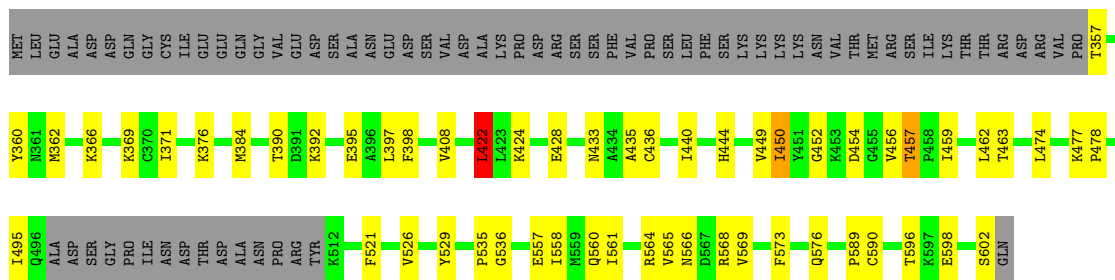 MET LEU GLU ALA ASP ASP GLN GLY CYS ILE GLU GLU GLN GLY VAL GLU ASP SER ALA ASN GLU ASP SER VAL ASP ALA LYS PRO ASP ARG SER SER PHE VAL PRO SER LEU PHE SER LYS LYS LYS LYS ASN VAL THR MET ARG SER ILE LYS THR THR ARG ASP ARG VAL PRO T357
Y360 N361 M362 K366 K369 C370 I371 K376 M384 T390 D391 K392 E395 A396 L397 F398 V408 L422 L423 K424 E428 N433 A434 A435 C436 I440 H444 V449 I450 Y451 G452 K453 D454 G455 V456 T457 P458 I459 L462 T463 L474 K477 P478
I495 Q496 ALA ASP SER GLY PRO ILE ASN ASP THR ASP ALA ASN PRO ARG TYR K512 F521 V526 Y529 P535 G536 E557 I558 M559 Q560 I561 R564 V565 N566 D567 R568 V569 F573 Q576 P589 C590 T596 K597 E598 S602 GLN